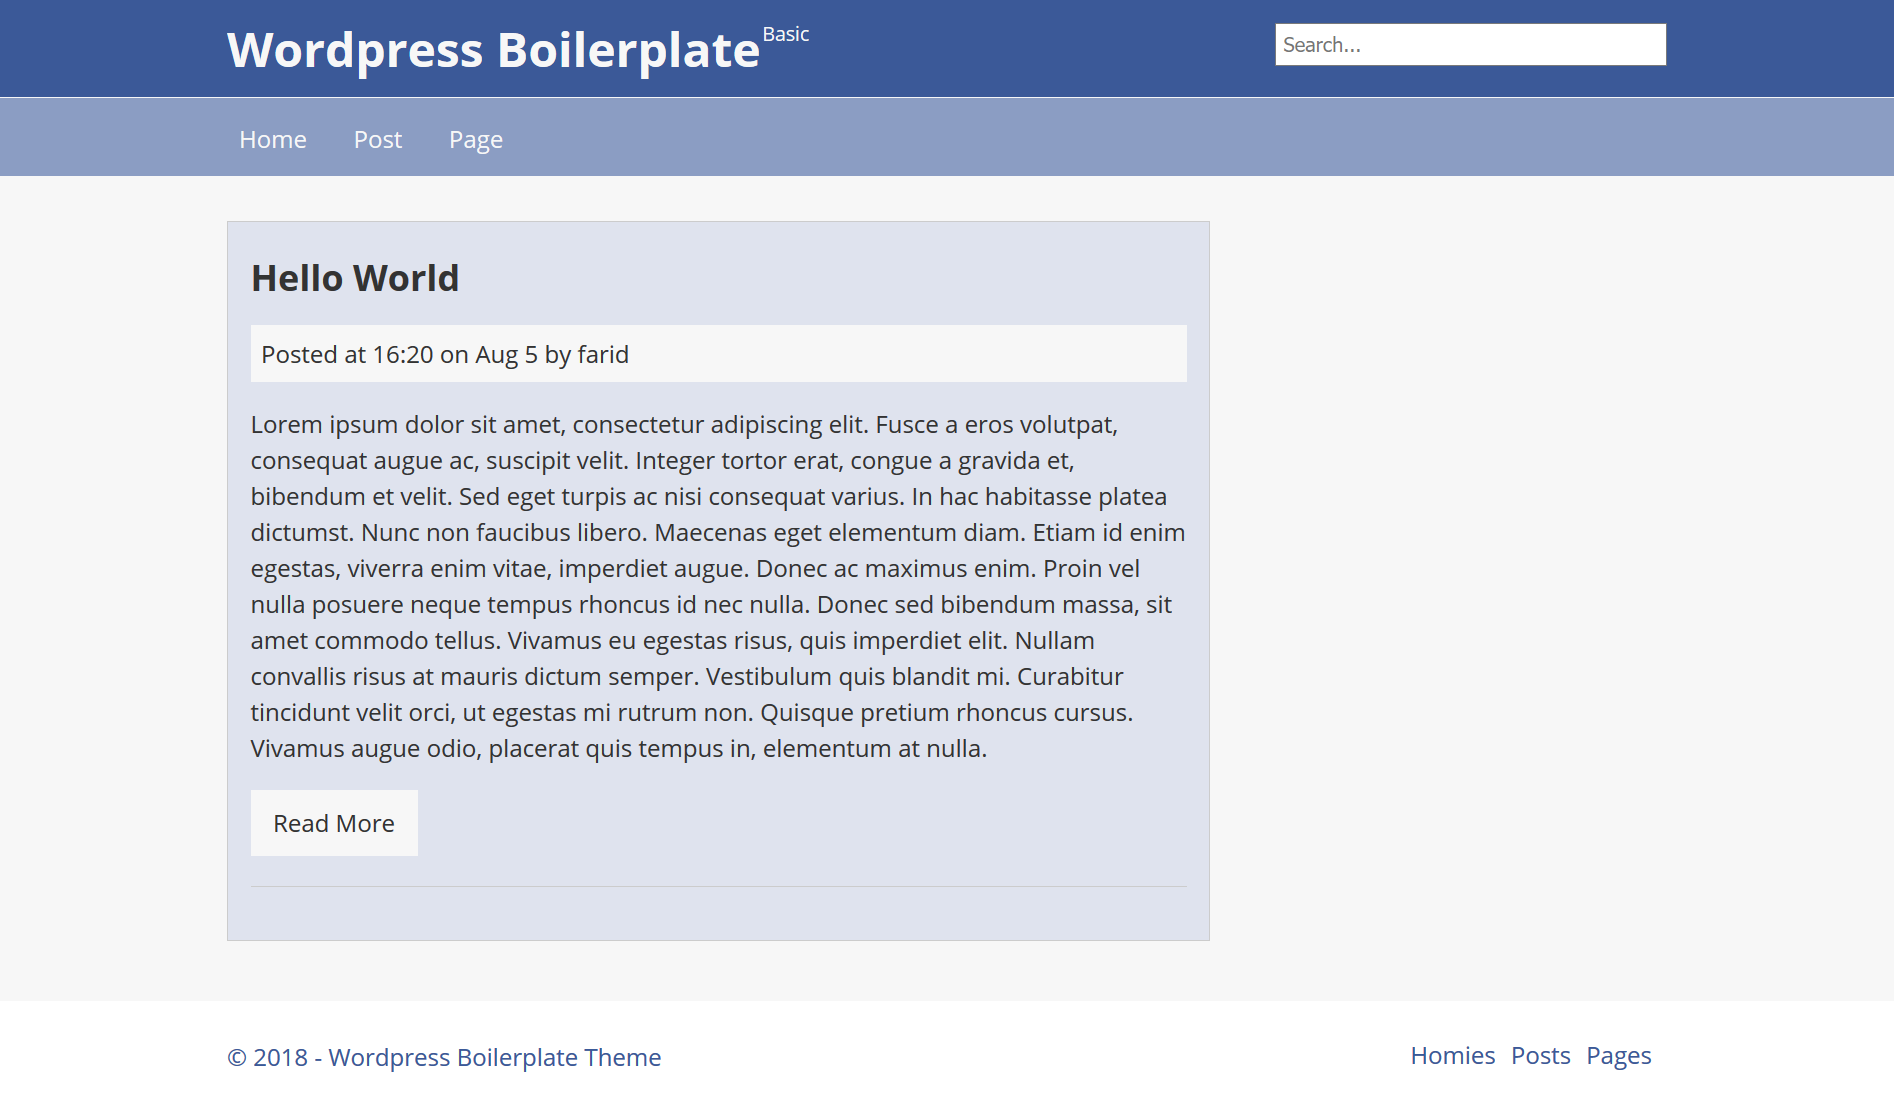 Wordpress Boilerplate Basic
Search...
Home Post Page
Hello World
Posted at 16:20 on Aug 5 by farid
Lorem ipsum dolor sit amet, consectetur adipiscing elit. Fusce a eros volutpat,
consequat augue ac, suscipit velit. Integer tortor erat, congue a gravida et,
bibendum et velit. Sed eget turpis ac nisi consequat varius. In hac habitasse platea
dictumst. Nunc non faucibus libero. Maecenas eget elementum diam. Etiam id enim
egestas, viverra enim vitae, imperdiet augue. Donec ac maximus enim. Proin vel
nulla posuere neque tempus rhoncus id nec nulla. Donec sed bibendum massa, sit
amet commodo tellus. Vivamus eu egestas risus, quis imperdiet elit. Nullam
convallis risus at mauris dictum semper. Vestibulum quis blandit mi. Curabitur
tincidunt velit orci, ut egestas mi rutrum non. Quisque pretium rhoncus cursus.
Vivamus augue odio, placerat quis tempus in, elementum at nulla.
Read More
© 2018 - Wordpress Boilerplate Theme
Homies Posts Pages